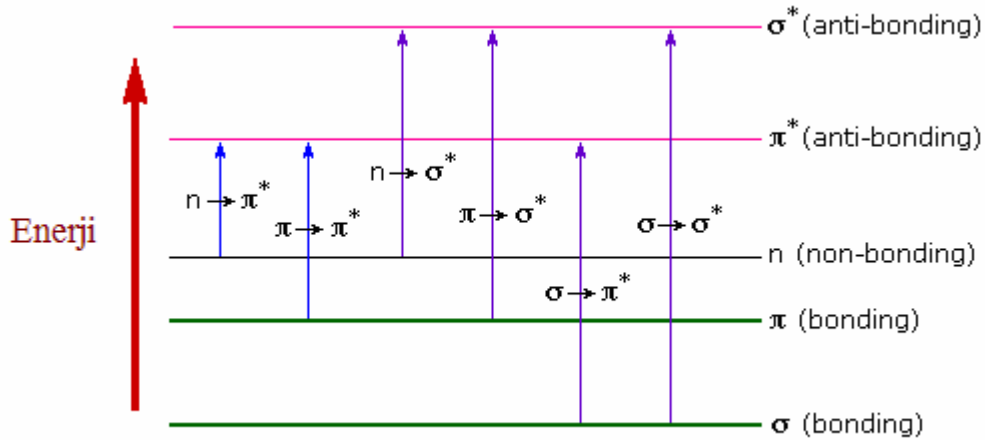 σ* (anti-bonding)
π* (anti-bonding)
n→π*
π→π*
n→σ*
π→σ*
σ→σ*
Enerji
n (non-bonding)
σ→π*
π (bonding)
σ (bonding)